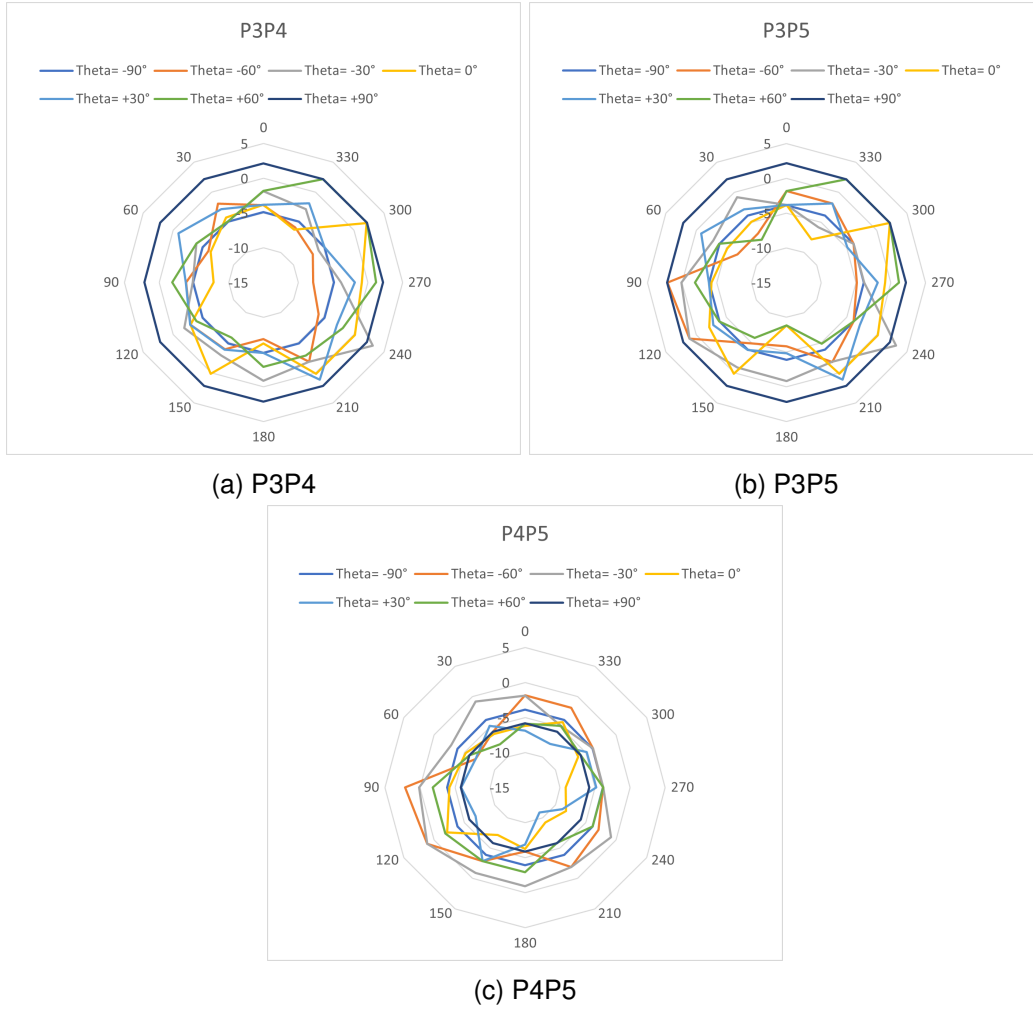 P3P4
Theta= -90° Theta= -60° Theta= -30° Theta= 0°
Theta= +30° Theta= +60° Theta= +90°
0
5
30 330
0
60 300
-5
-10
90 -15 270
120 240
150 210
180
(a) P3P4
P3P5
Theta= -90° Theta= -60° Theta= -30° Theta= 0°
Theta= +30° Theta= +60° Theta= +90°
0
5
30 330
0
60 300
-5
-10
90 -15 270
120 240
150 210
180
(b) P3P5
P4P5
Theta= -90° Theta= -60° Theta= -30° Theta= 0°
Theta= +30° Theta= +60° Theta= +90°
0
5
30 330
0
60 300
-5
-10
90 -15 270
120 240
150 210
180
(c) P4P5